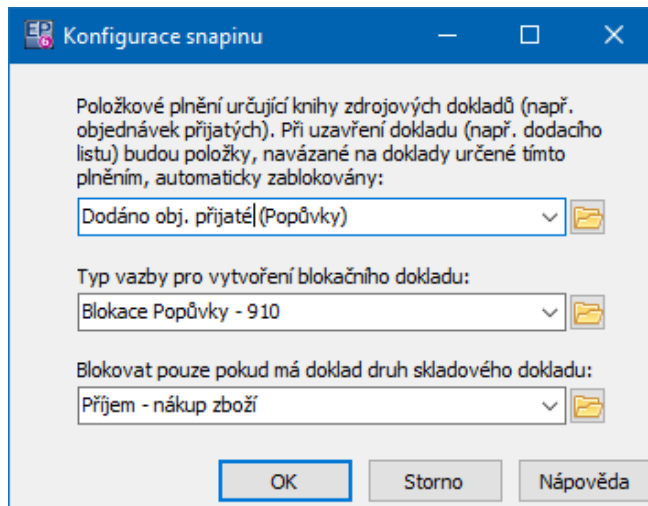 Konfigurace snapinu
Položkové plnění určující knihy zdrojových dokladů (např.
objednávek přijatých). Při uzavření dokladu (např. dodacího
listu) budou položky, navázané na doklady určené tímto
plněním, automaticky zablokovány:
Dodáno obj. přijaté (Popůvky)
Typ vazby pro vytvoření blokačního dokladu:
Blokace Popůvky - 910
Blokovat pouze pokud má doklad druh skladového dokladu:
Příjem - nákup zboží
OK Storno Nápověda